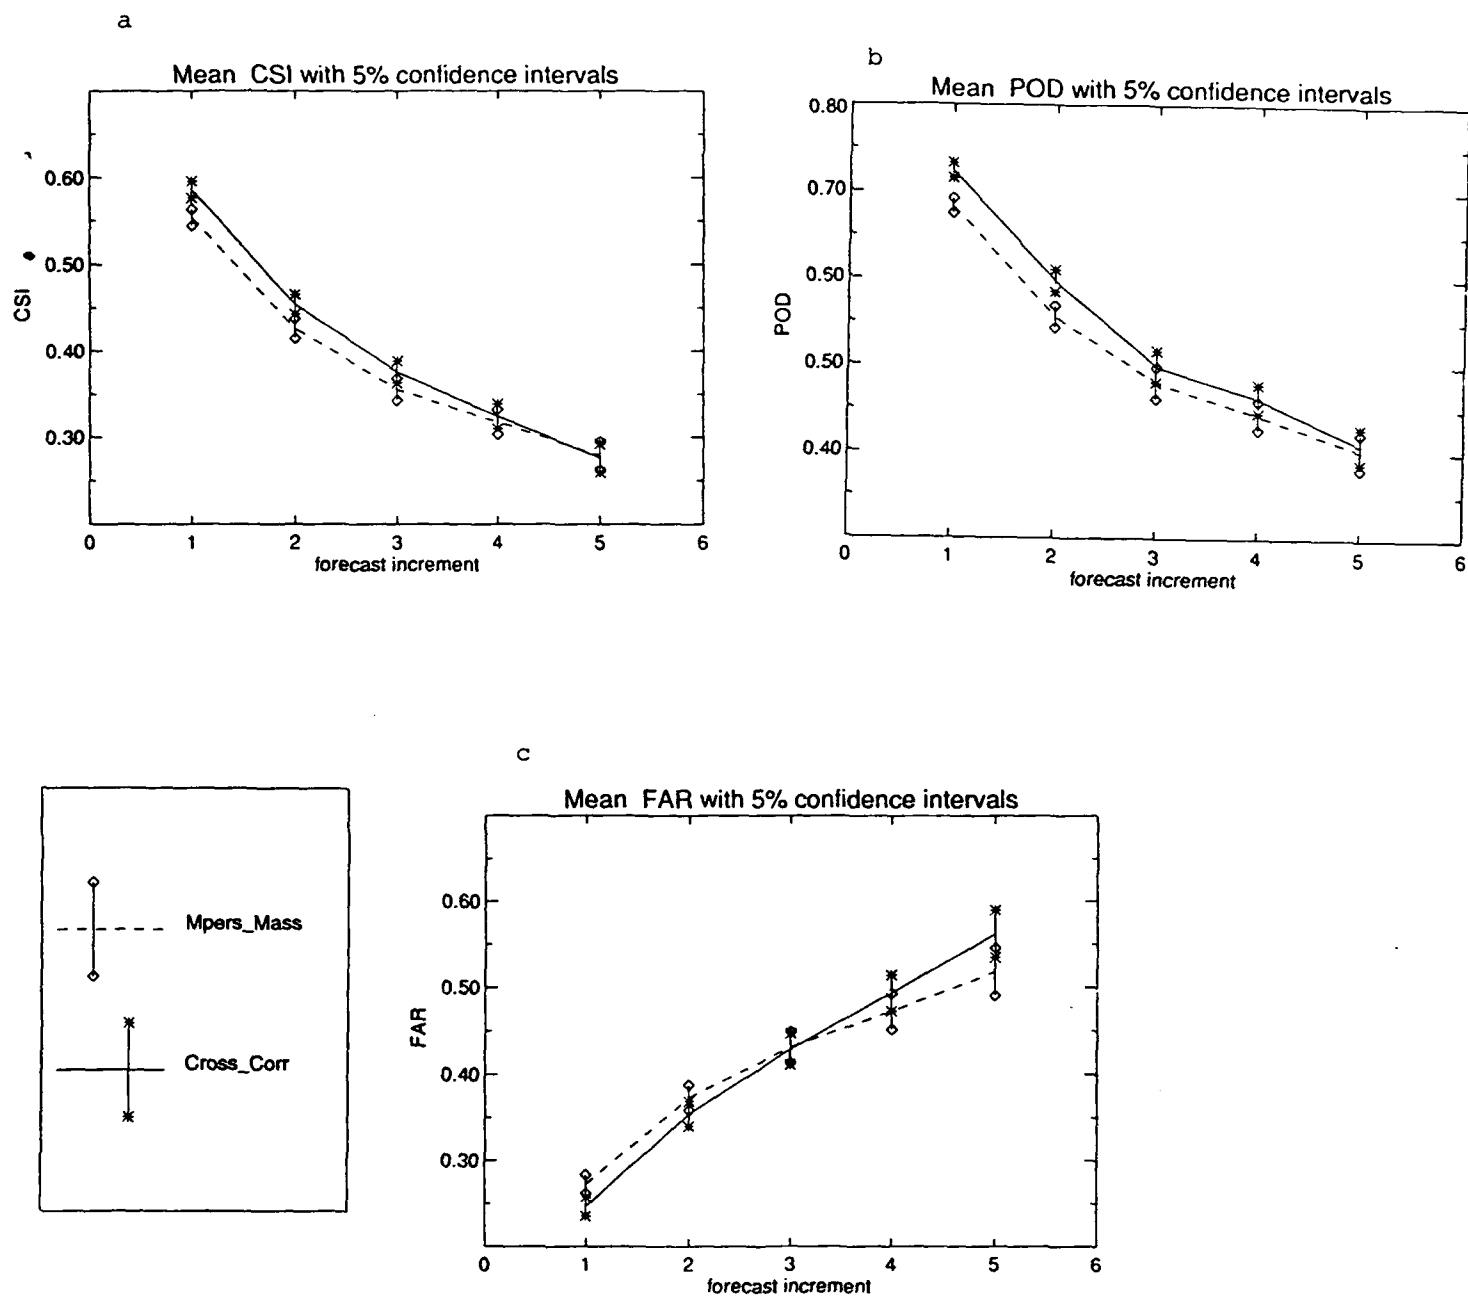 a
Mean CSI with 5% confidence intervals
0.60
0.50
0.40
0.30
CSI
0 1 2 3 4 5 6
forecast increment
b
Mean POD with 5% confidence intervals
0.80
0.70
0.60
0.50
0.40
POD
0 1 2 3 4 5 6
forecast increment
Mpers_Mass
Cross_Corr
c
Mean FAR with 5% confidence intervals
0.60
0.50
0.40
0.30
FAR
0 1 2 3 4 5 6
forecast increment